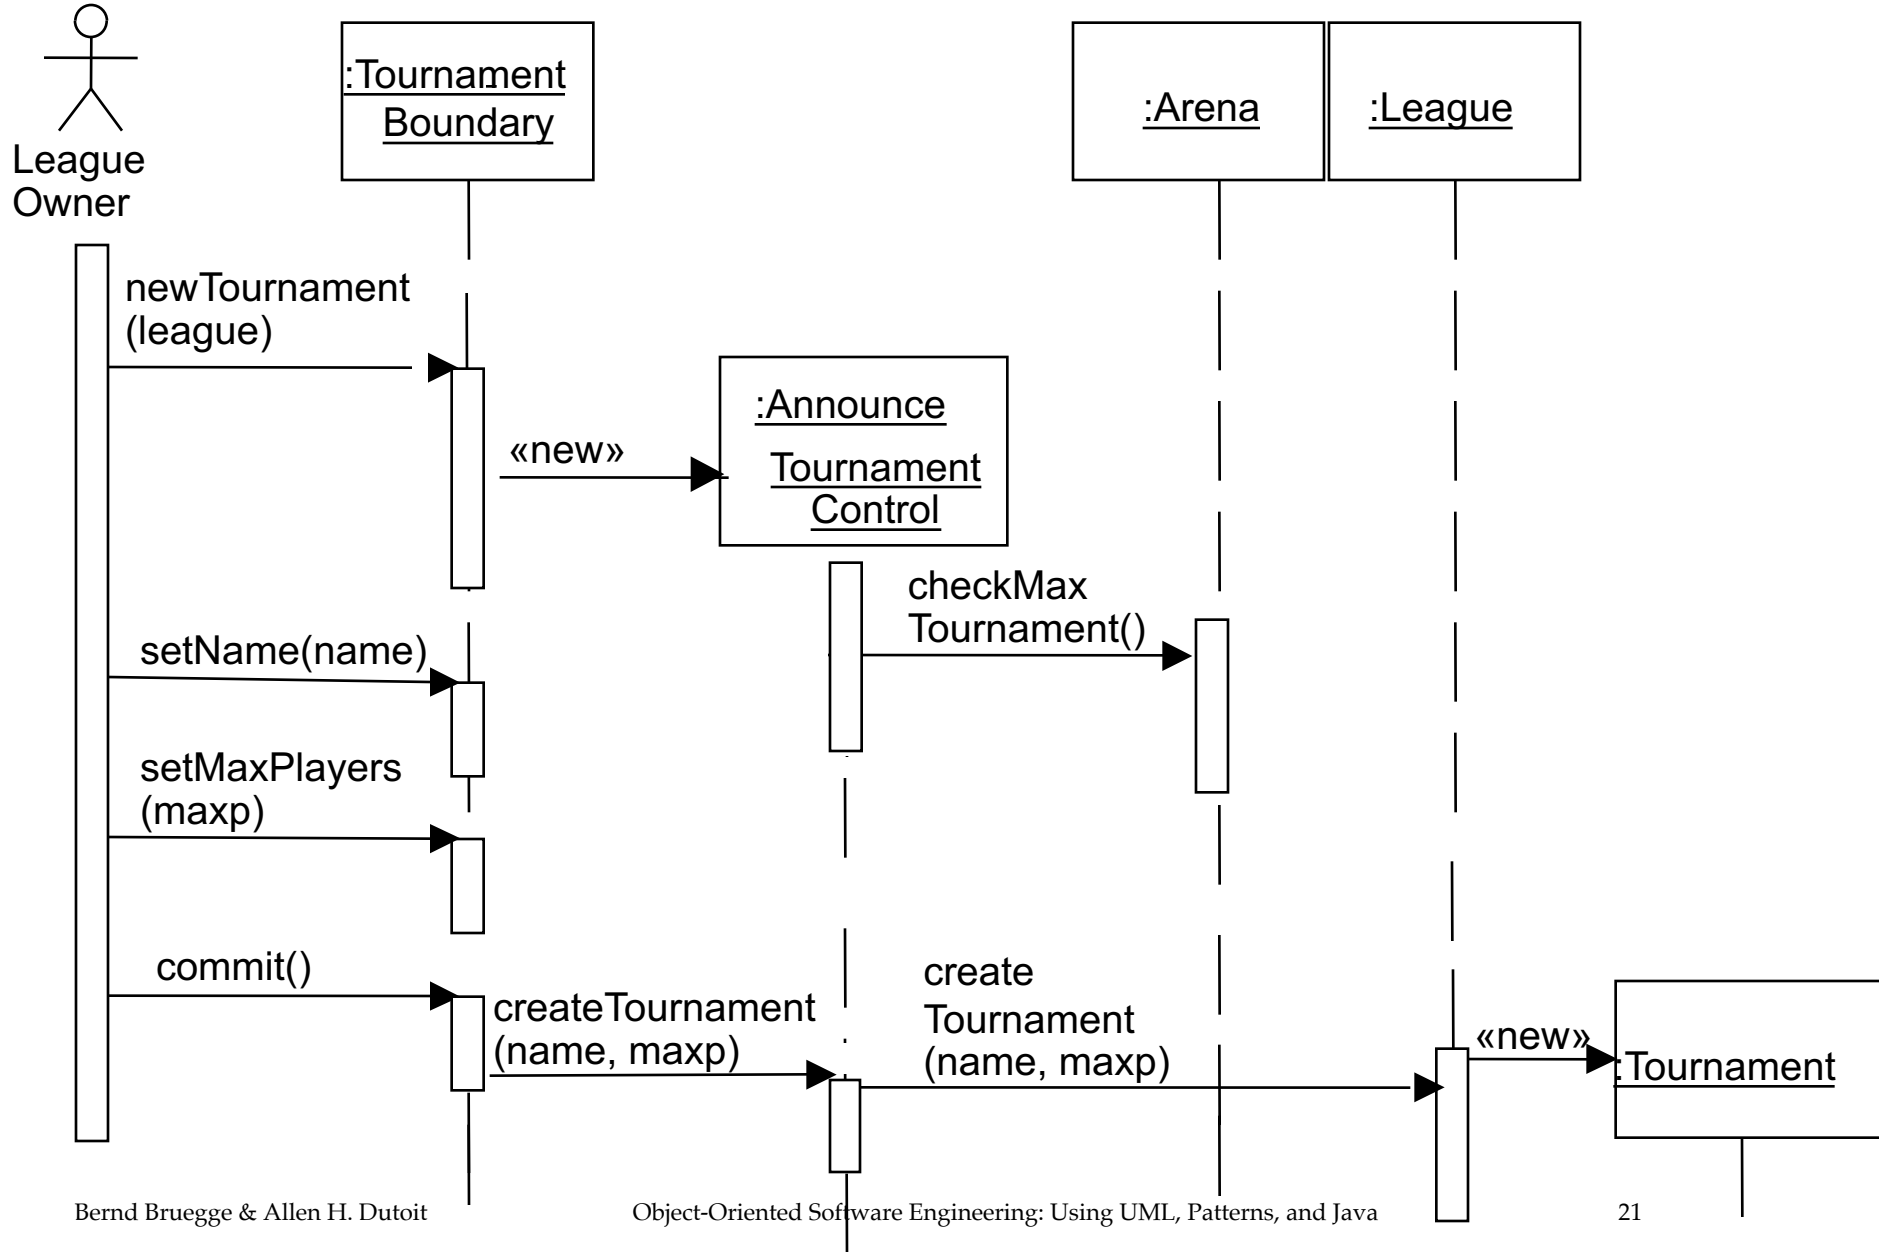 League
Owner
:Tournament
Boundary
:Arena
:League
newTournament
(league)
«new»
:Announce
Tournament
Control
checkMax
Tournament()
setName(name)
setMaxPlayers
(maxp)
commit()
createTournament
(name, maxp)
create
Tournament
(name, maxp)
«new»
:Tournament
Bernd Bruegge & Allen H. Dutoit
Object-Oriented Software Engineering: Using UML, Patterns, and Java
21